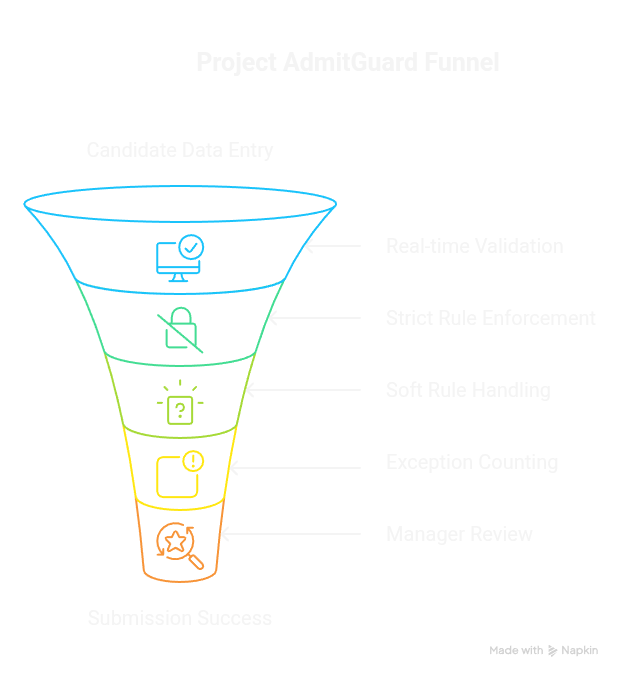 Project AdmitGuard Funnel
Candidate Data Entry
Real-time Validation
Strict Rule Enforcement
Soft Rule Handling
?
Exception Counting
!
Manager Review
Submission Success
Made with Napkin